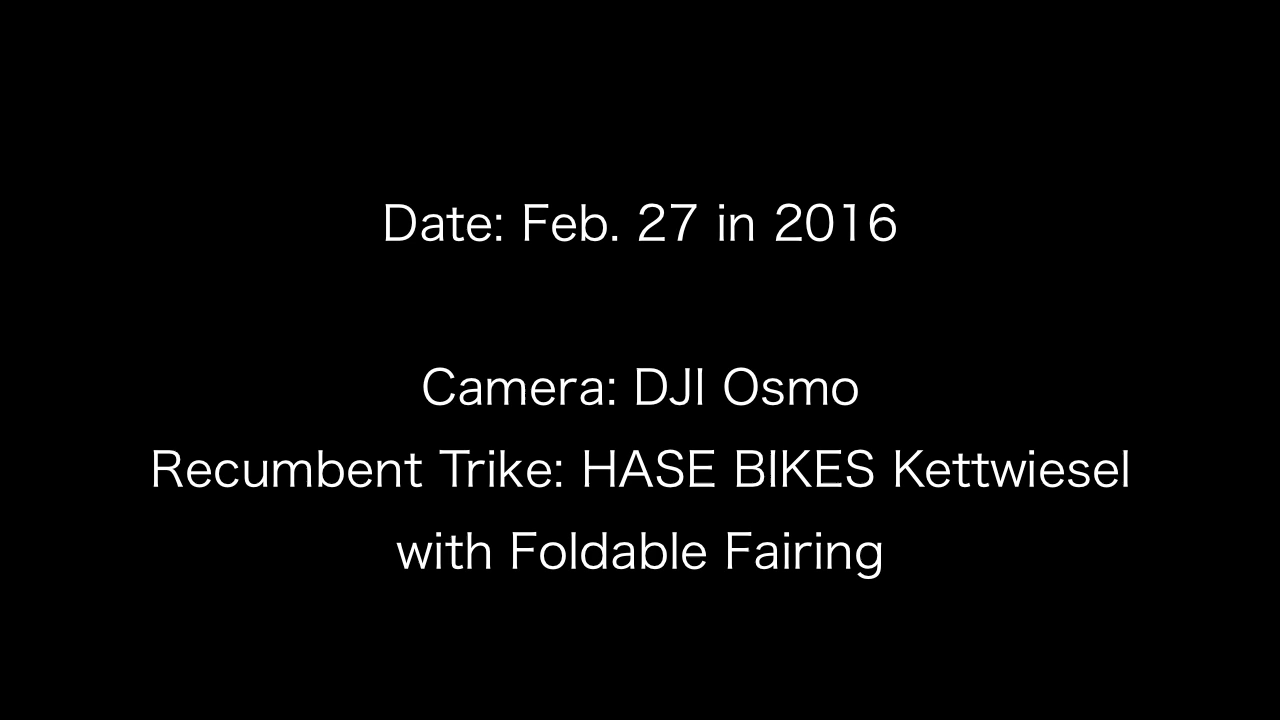 Date: Feb. 27 in 2016
Camera: DJI Osmo
Recumbent Trike: HASE BIKES Kettwiesel
with Foldable Fairing